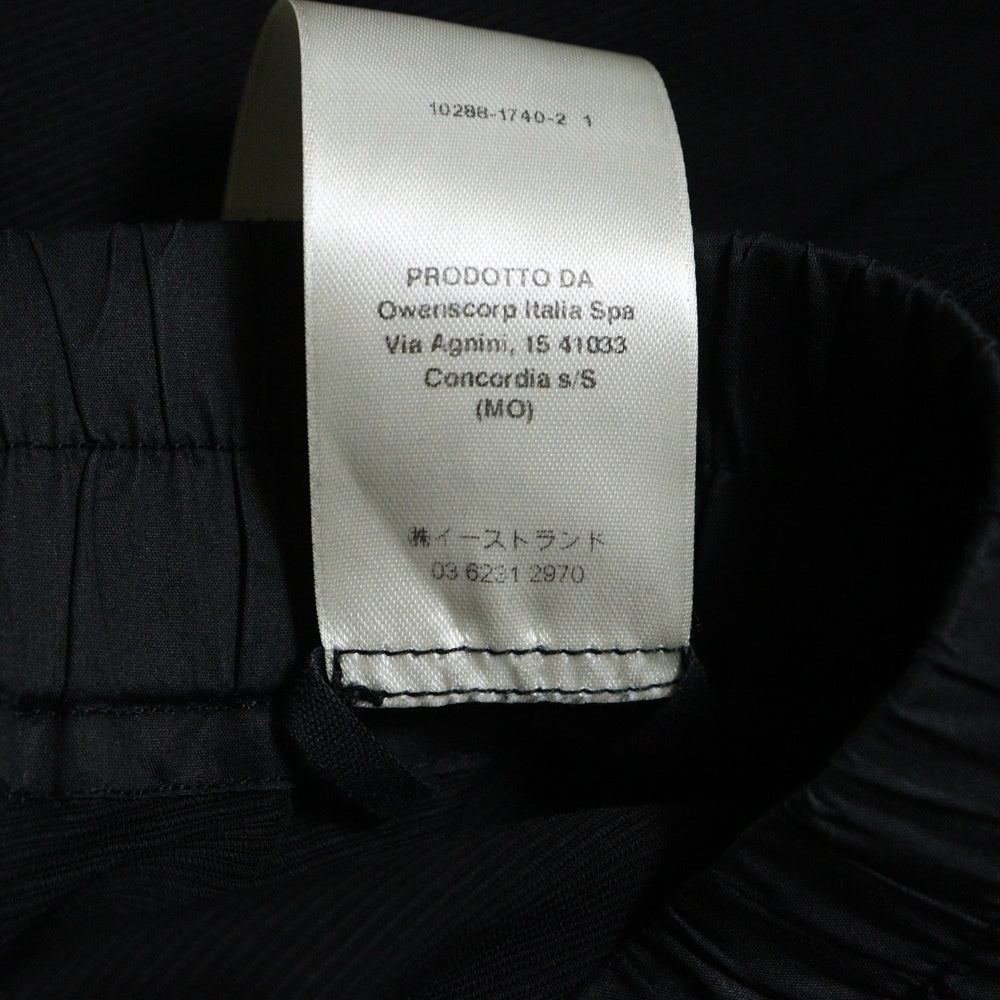 10288-1740-2 1
PRODOTTO DA
Owenscorp Italia Spa
Via Agnini, 15 41033
Concordia s/S
(MO)
㈱イーストランド
03 6231 2970